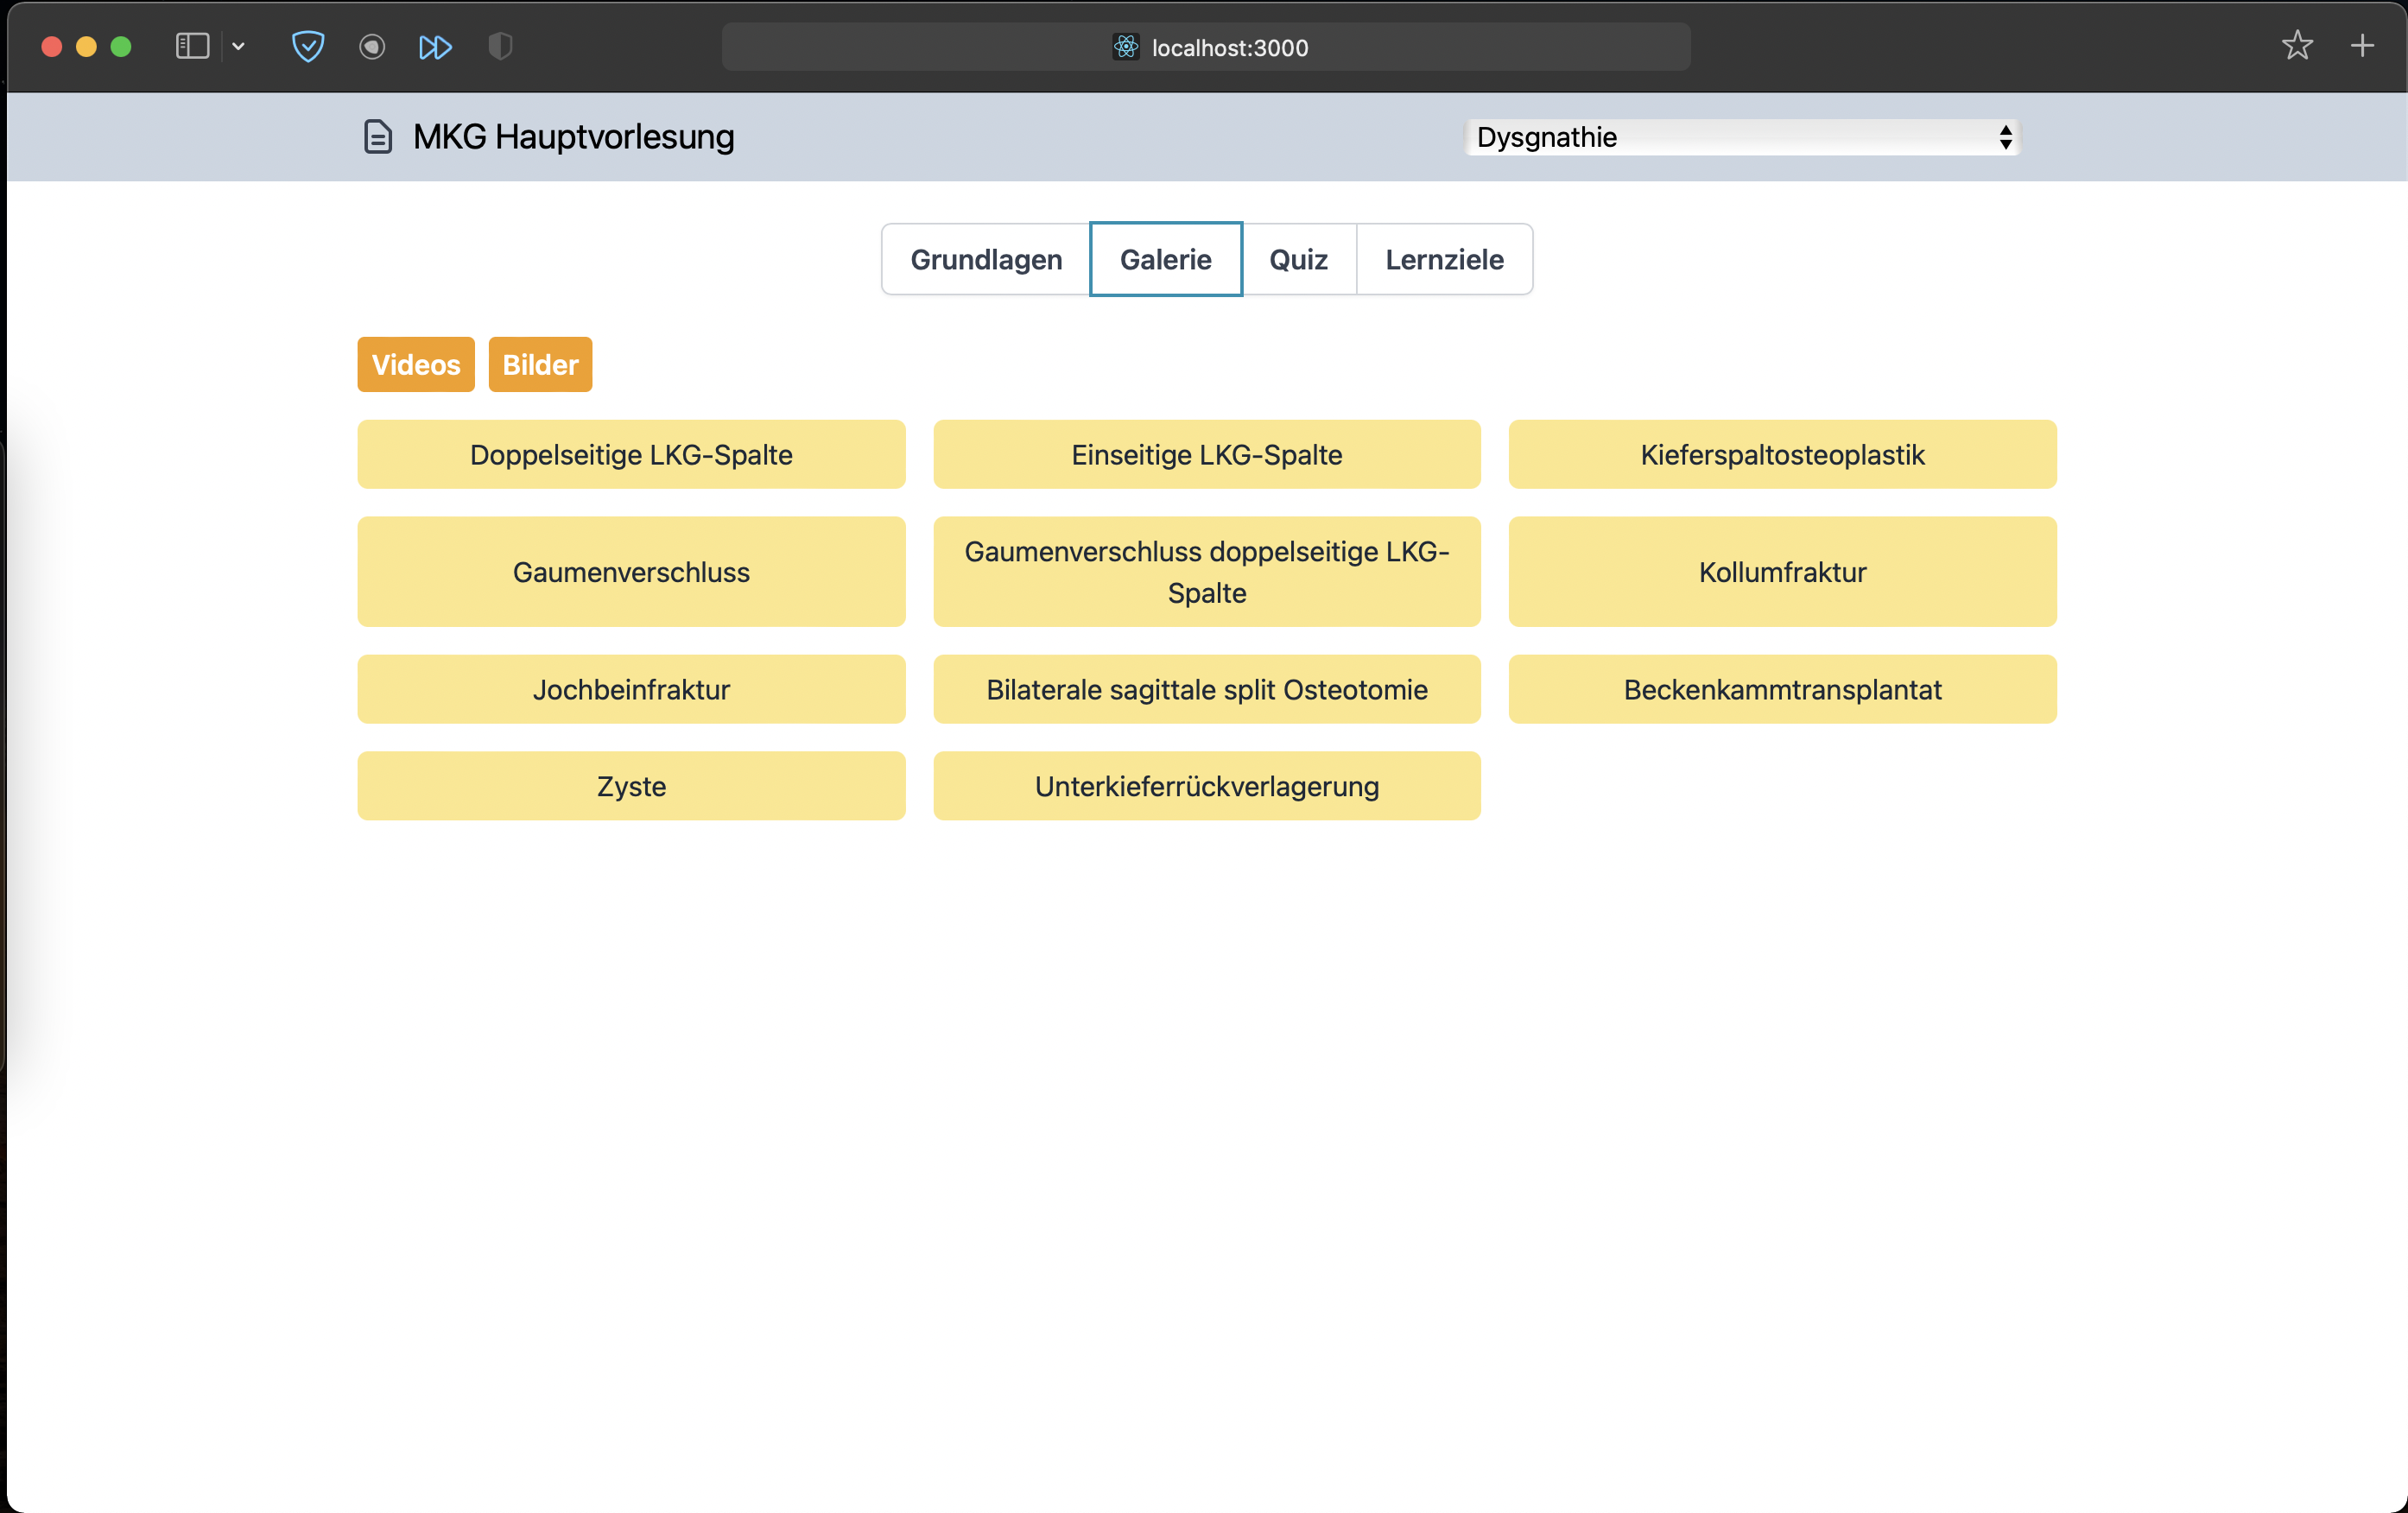 localhost:3000
MKG Hauptvorlesung
Dysgnathie
Grundlagen
Galerie
Quiz
Lernziele
Videos
Bilder
Doppelseitige LKG-Spalte
Einseitige LKG-Spalte
Kieferspaltosteoplastik
Gaumenverschluss
Gaumenverschluss doppelseitige LKG-
Spalte
Kollumfraktur
Jochbeinfraktur
Bilaterale sagittale split Osteotomie
Beckenkammtransplantat
Zyste
Unterkieferrückverlagerung